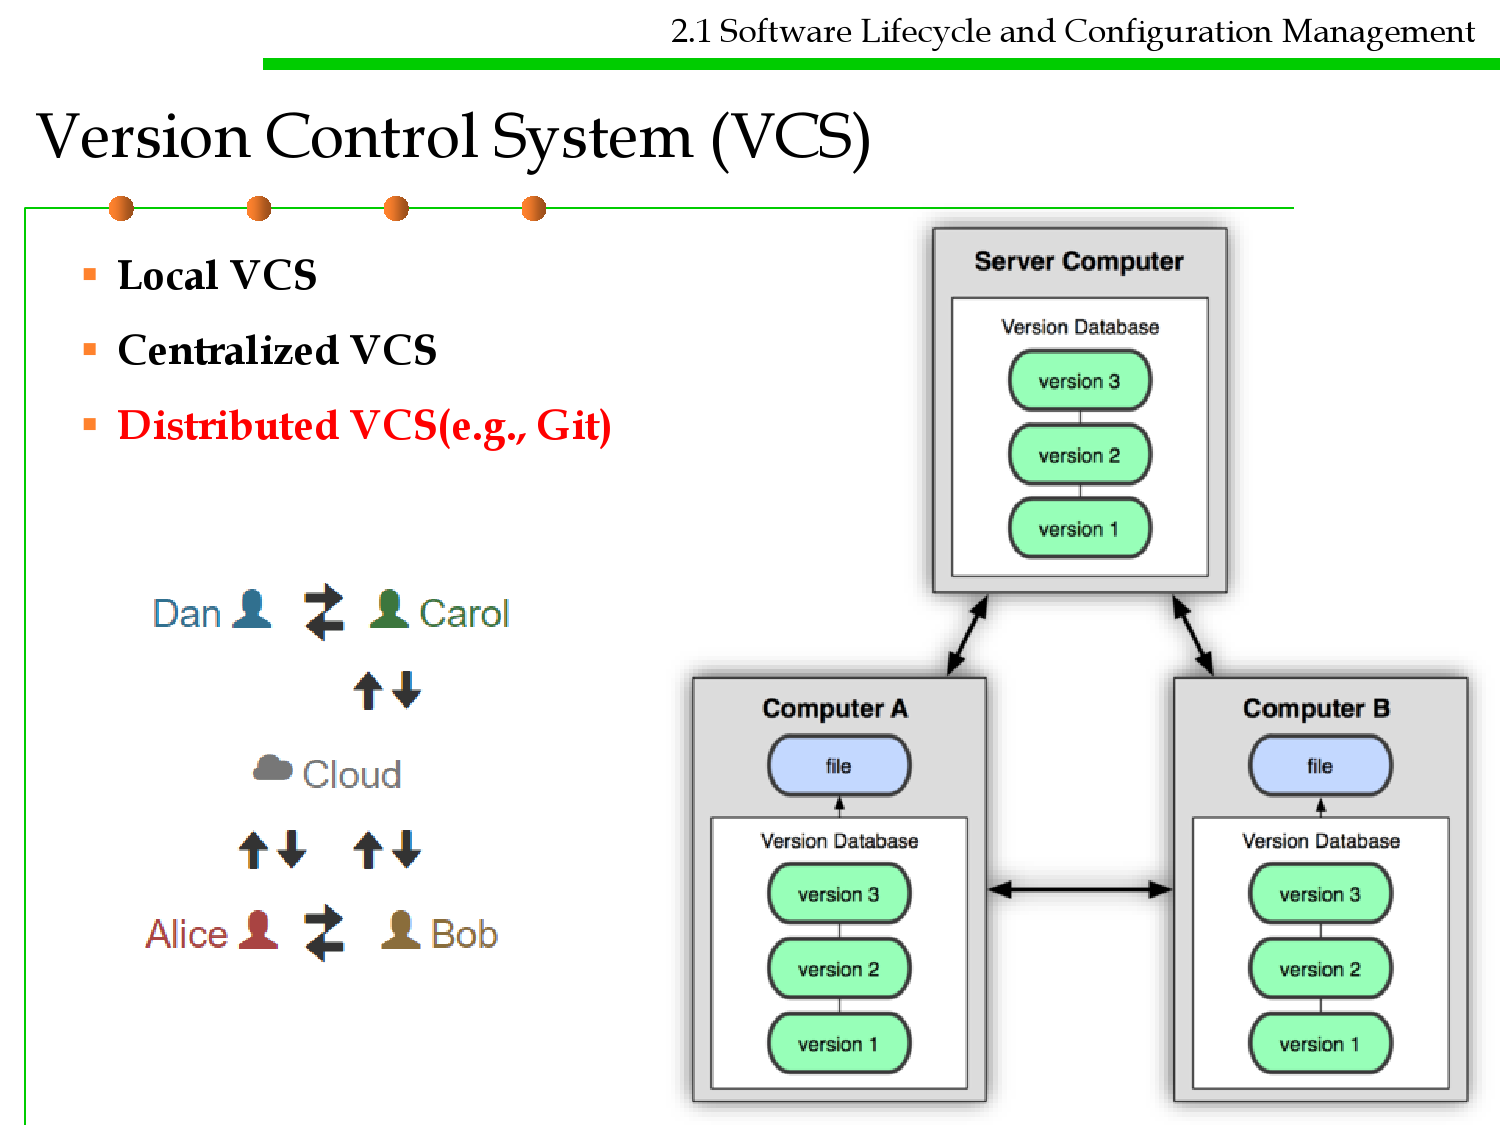 2.1 Software Lifecycle and Configuration Management
Version Control System (VCS)
Local VCS
Centralized VCS
Distributed VCS(e.g., Git)
Dan
Carol
Cloud
Alice
Bob
Server Computer
Version Database
version 3
version 2
version 1
Computer A
file
Version Database
version 3
version 2
version 1
Computer B
file
Version Database
version 3
version 2
version 1